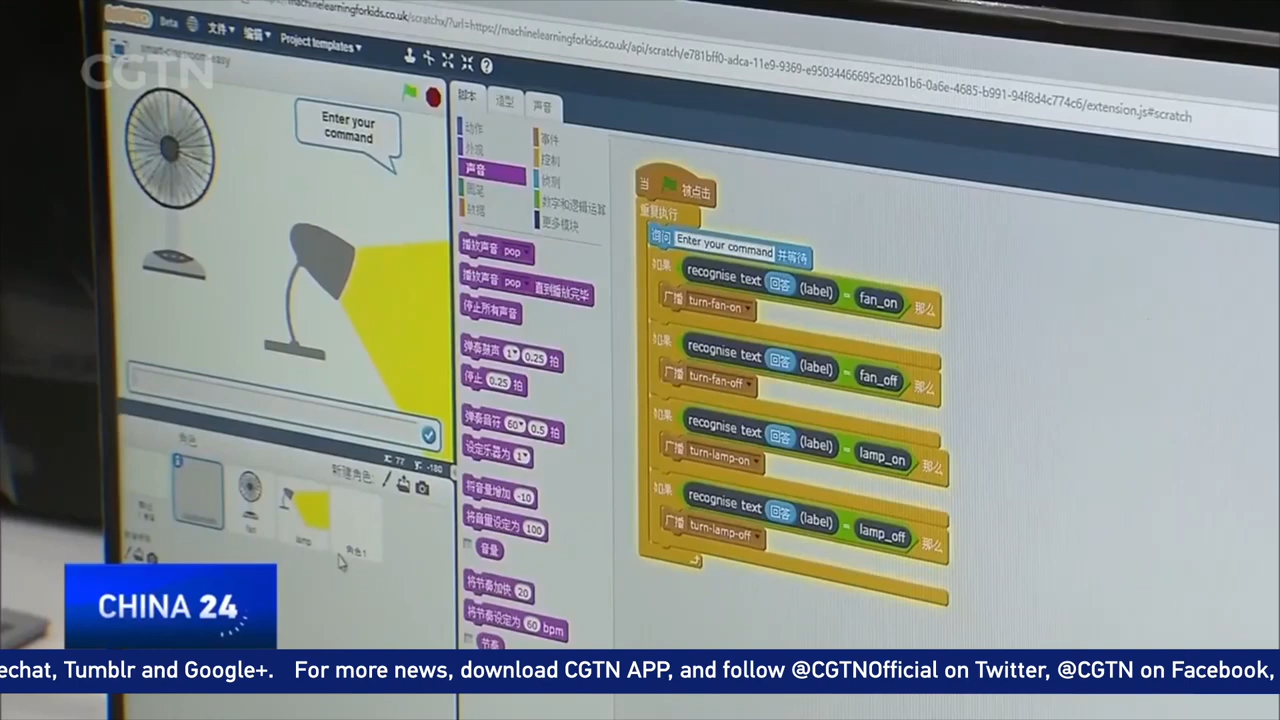 machinelearningforkids.co.uk/scratchx/?url=https://machinelearningforkids.co.uk/api/scratch/e781bff0-adca-11e9-9369-e95034466695c292b1b6-0a6e-4685-b991-94f8d4c774c6/extension.js#scratch
Beta 文件 编辑 Project templates
CGTN
Enter your
command
脚本 造型 声音
动作 事件
外观 控制
声音 侦测
画笔 数字和逻辑运算
数据 更多模块
播放声音 pop
播放声音 pop 直到播放完毕
停止所有声音
弹奏鼓声 1 0.25 拍
停止 0.25 拍
弹奏音符 60 0.5 拍
设定乐器为 1
将音量增加 -10
将音量设定为 100
音量
将节奏加快 20
将节奏设定为 60 bpm
节奏
当 被点击
重复执行
询问 Enter your command 并等待
如果 recognise text 回答 (label) = fan_on 那么
广播 turn-fan-on
如果 recognise text 回答 (label) = fan_off 那么
广播 turn-fan-off
如果 recognise text 回答 (label) = lamp_on 那么
广播 turn-lamp-on
如果 recognise text 回答 (label) = lamp_off 那么
广播 turn-lamp-off
X: 77 y: -180
角色
新建角色:
fan
lamp
角色1
CHINA 24
echat, Tumblr and Google+. For more news, download CGTN APP, and follow @CGTNOfficial on Twitter, @CGTN on Facebook,